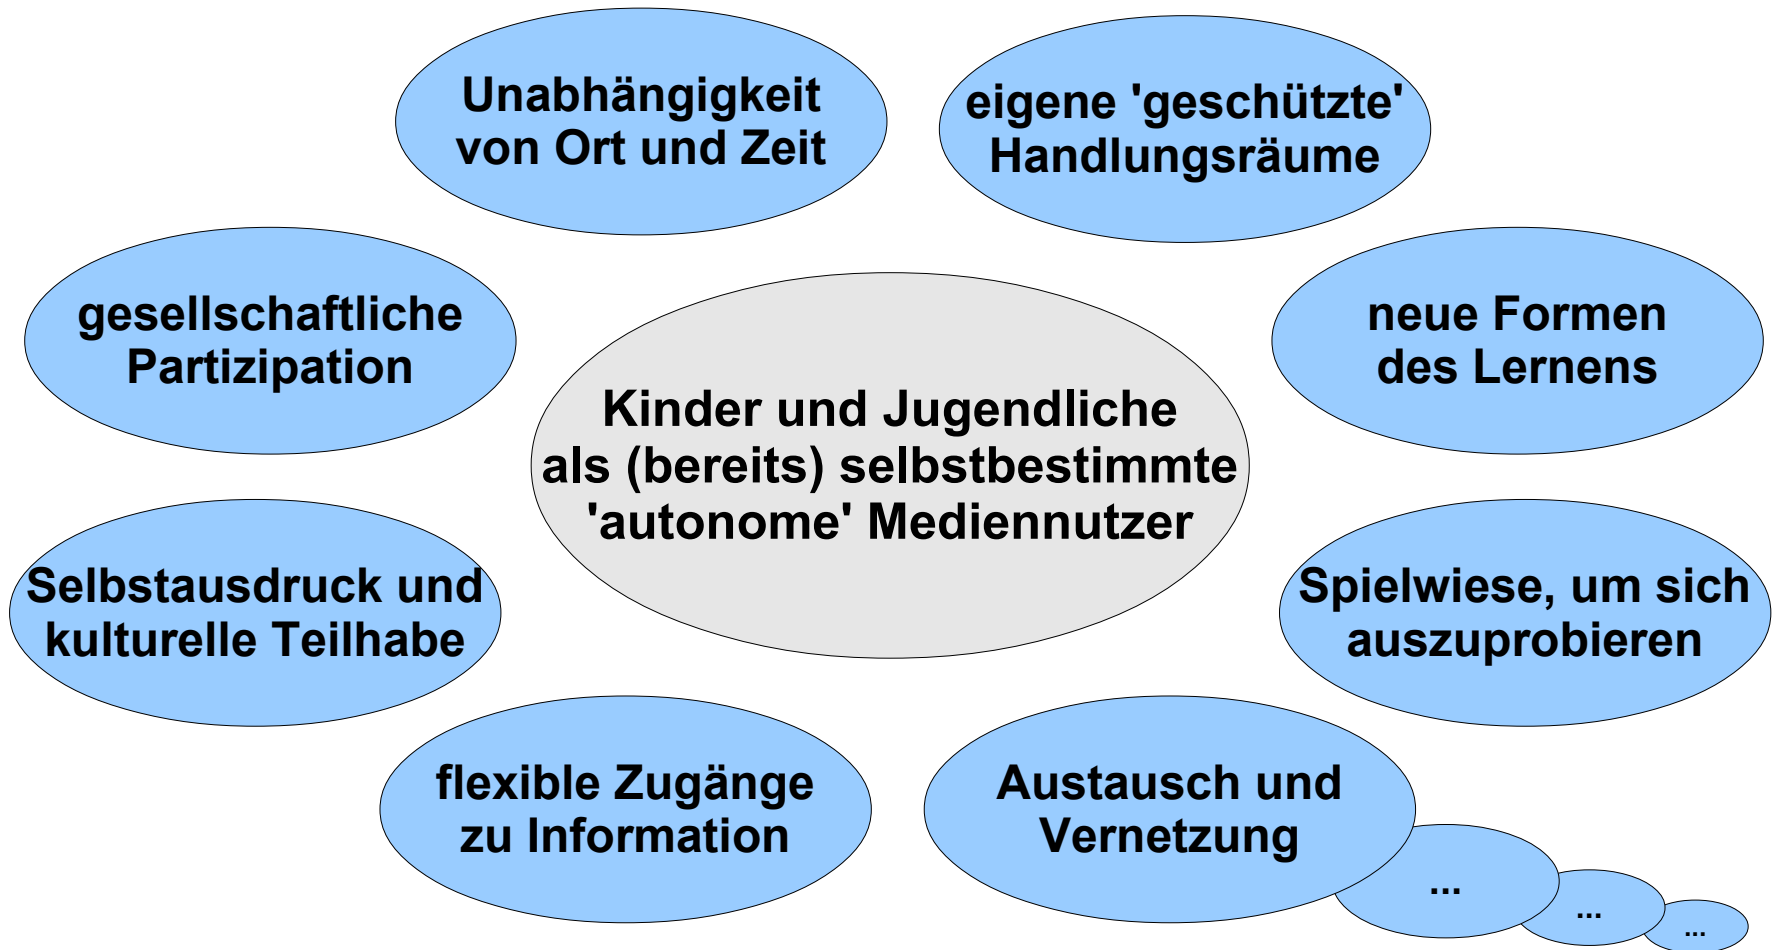 Unabhängigkeit
von Ort und Zeit
eigene 'geschützte'
Handlungsräume
gesellschaftliche
Partizipation
neue Formen
des Lernens
Kinder und Jugendliche
als (bereits) selbstbestimmte
'autonome' Mediennutzer
Selbstausdruck und
kulturelle Teilhabe
Spielwiese, um sich
auszuprobieren
flexible Zugänge
zu Information
Austausch und
Vernetzung
...
...
...